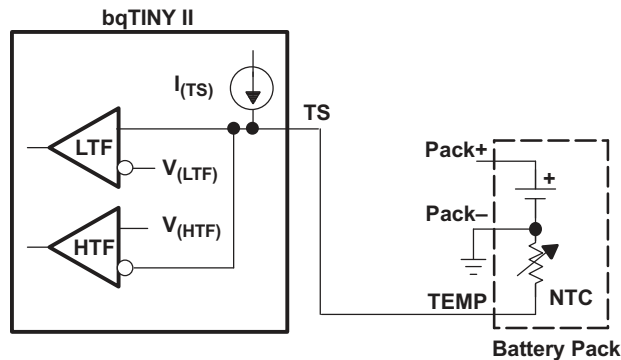 bqTINY II
I(TS)
TS
LTF
V(LTF)
V(HTF)
HTF
Pack+
+
Pack–
TEMP
NTC
Battery Pack